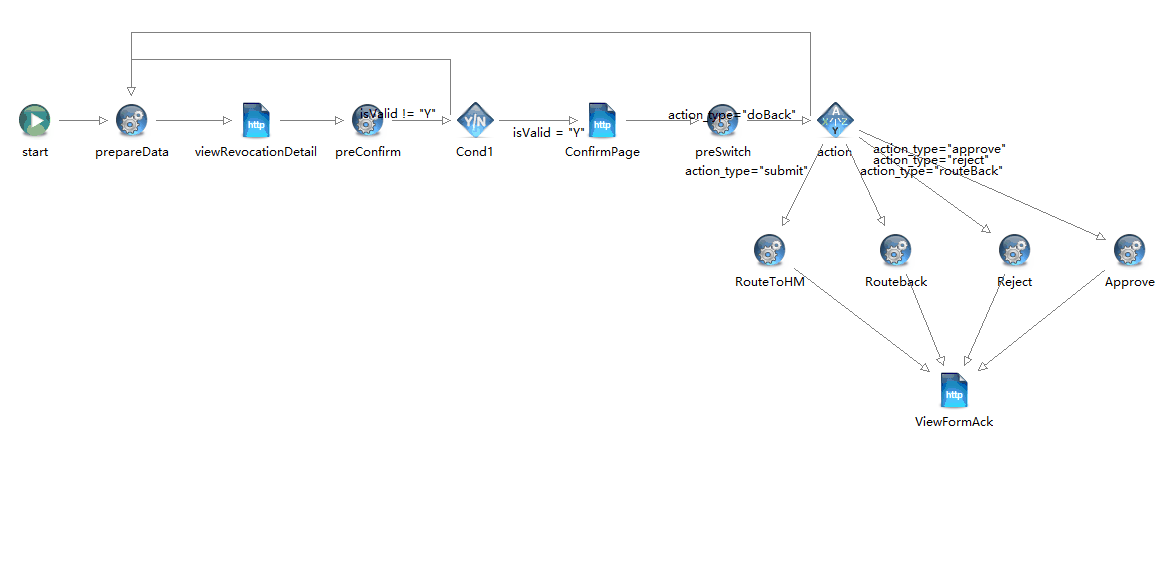 isValid != "Y"
action_type="doBack"
http
Y/N
http
A
Y
isValid = "Y"
start
prepareData
viewRevocationDetail
preConfirm
Cond1
ConfirmPage
preSwitch
action
action_type="approve"
action_type="reject"
action_type="submit"
action_type="routeBack"
RouteToHM
Routeback
Reject
Approve
http
ViewFormAck